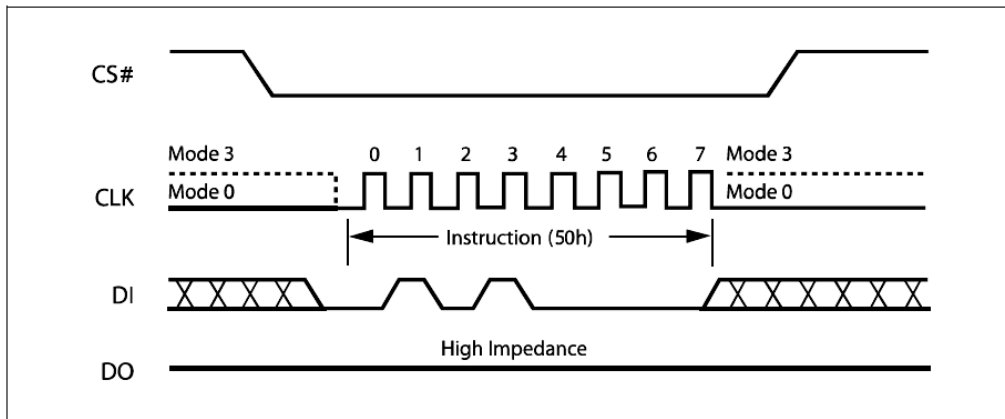 CS#
Mode 3 0 1 2 3 4 5 6 7 Mode 3
CLK Mode 0 Mode 0
Instruction (50h)
DI
High Impedance
DO